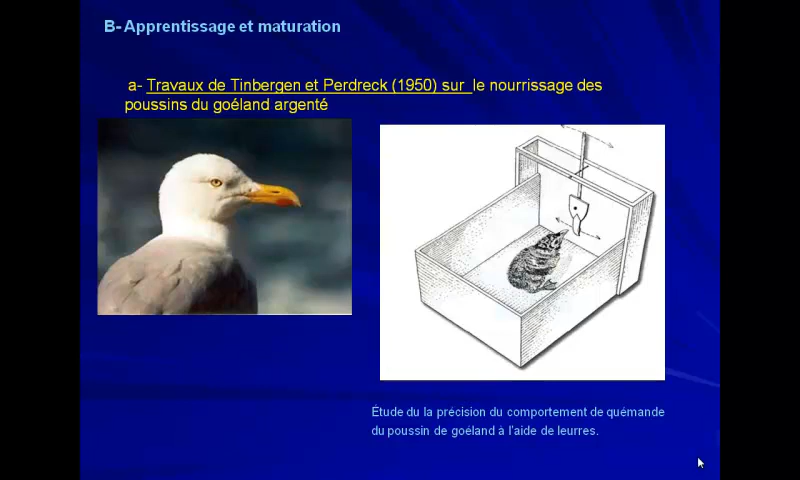 B- Apprentissage et maturation
a- Travaux de Tinbergen et Perdreck (1950) sur le nourrissage des
poussins du goéland argenté
Étude du la précision du comportement de quémande
du poussin de goéland à l'aide de leurres.